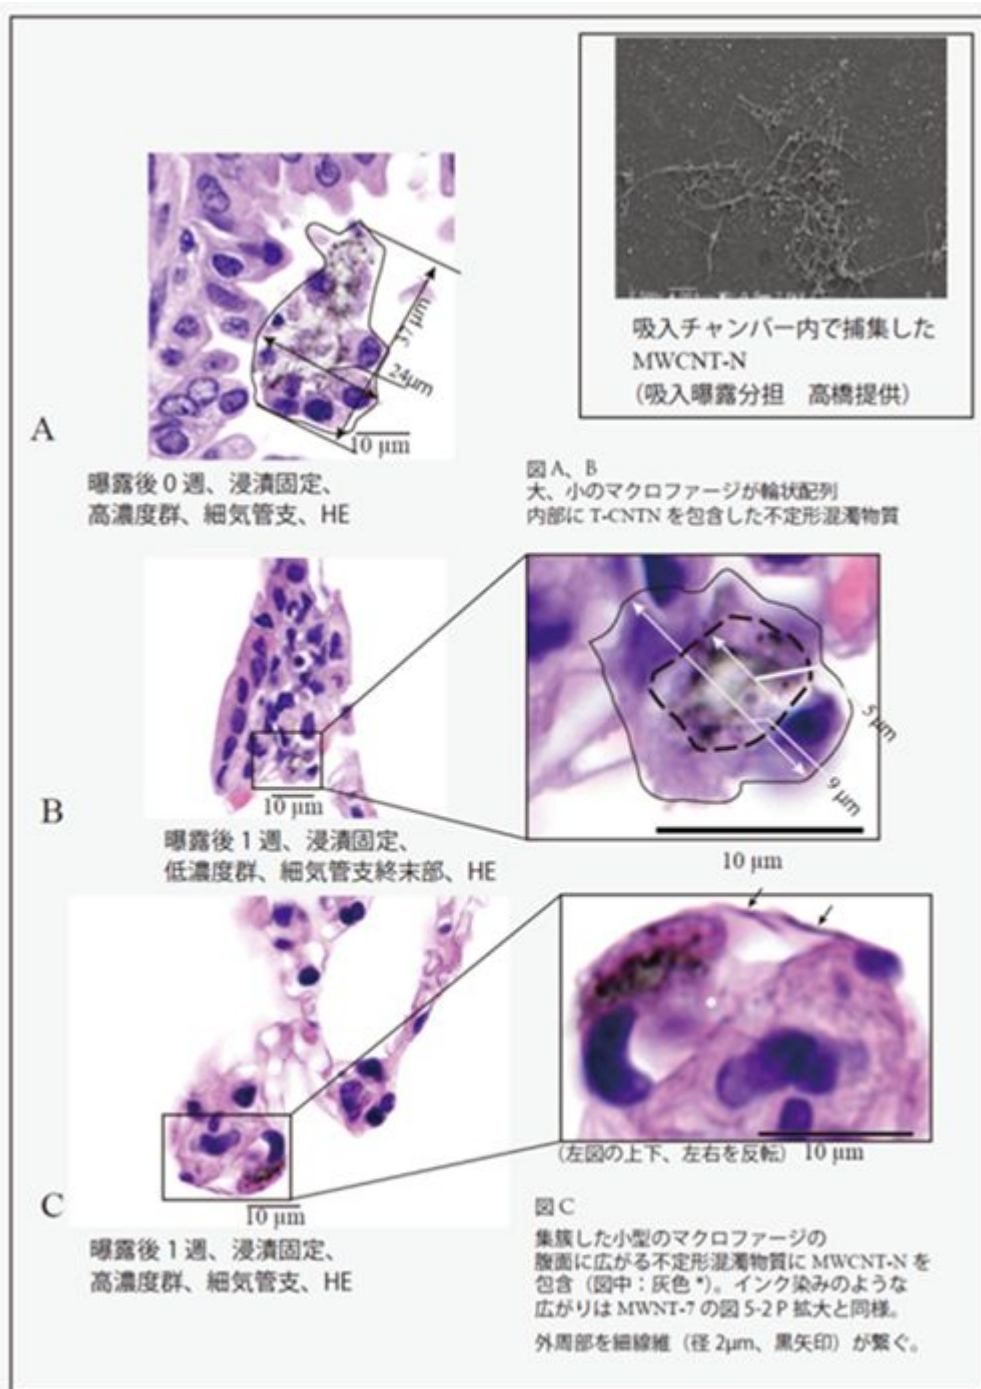 吸入チャンバー内で捕集した
MWCNT-N
（吸入曝露分担　高橋提供）
37 μm
24μm
10 μm
A
曝露後 0 週、浸漬固定、
高濃度群、細気管支、HE
図 A、B
大、小のマクロファージが輪状配列
内部に T-CNTN を包含した不定形混濁物質
5 μm
9 μm
10 μm
B
10 μm
曝露後 1 週、浸漬固定、
低濃度群、細気管支終末部、HE
（左図の上下、左右を反転） 10 μm
C
10 μm
曝露後 1 週、浸漬固定、
高濃度群、細気管支、HE
図 C
集簇した小型のマクロファージの
腹面に広がる不定形混濁物質に MWCNT-N を
包含（図中：灰色 *）。インク染みのような
広がりは MWNT-7 の図 5-2 P 拡大と同様。
外周部を細線維（径 2μm、黒矢印）が繋ぐ。